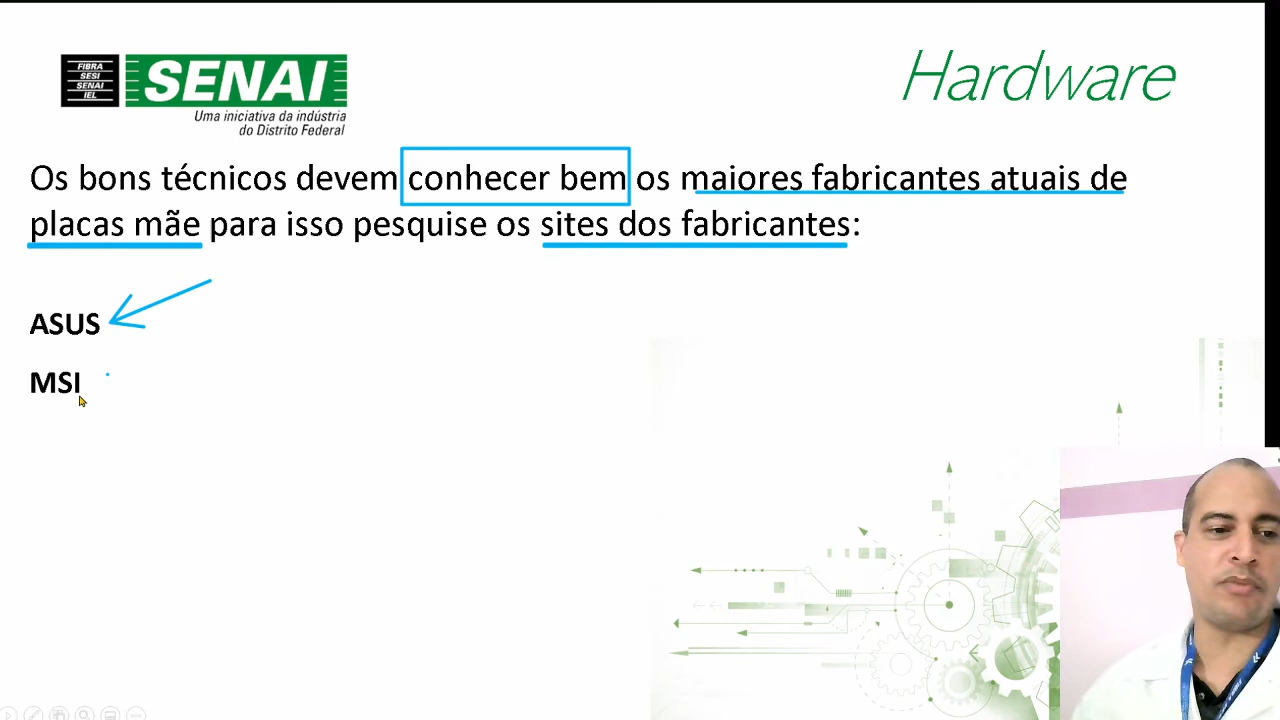 FIBRA
SESI
SENAI
IEL
SENAI
Uma iniciativa da indústria
do Distrito Federal
Hardware
Os bons técnicos devem conhecer bem os maiores fabricantes atuais de
placas mãe para isso pesquise os sites dos fabricantes:
ASUS
MSI